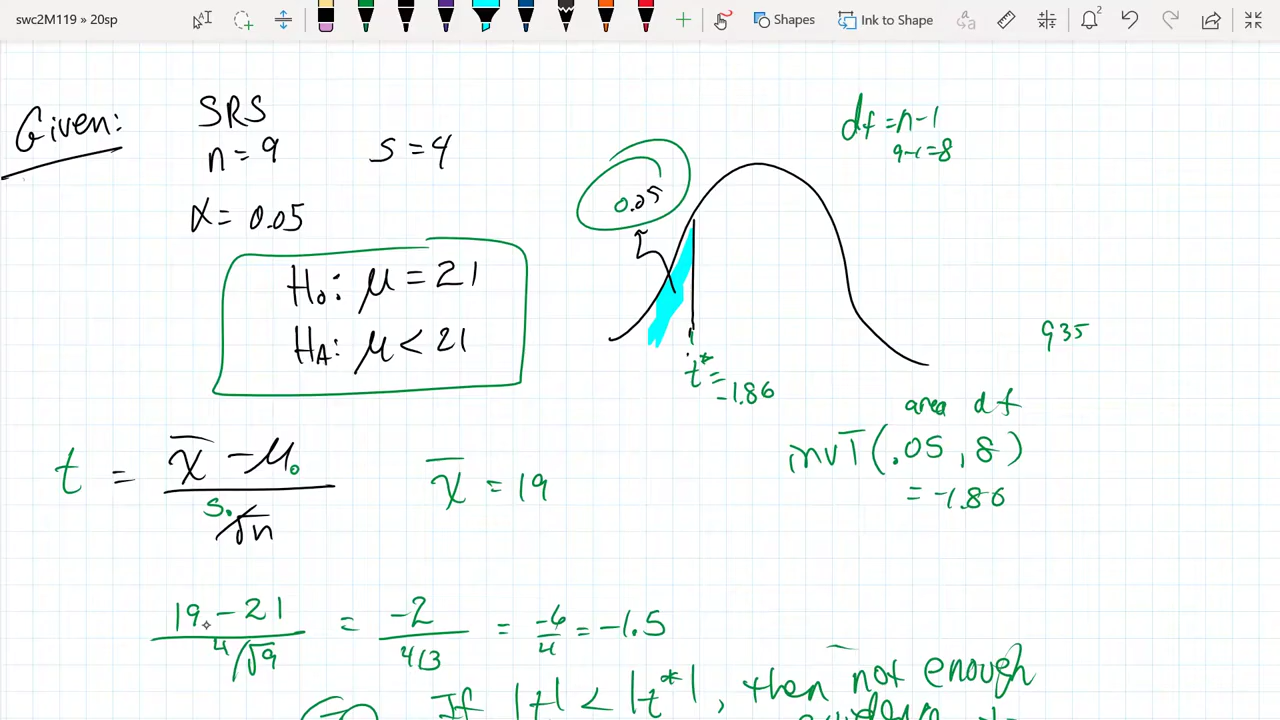 swc2M119 » 20sp
Shapes
Ink to Shape
Given:
SRS
n = 9
s = 4
α = 0.05
H₀: μ = 21
Hₐ: μ < 21
0.05
df = n-1
9-1=8
t* = -1.86
935
area df
invT(.05, 8)
= -1.86
t = (x̄ - μ₀) / (s/√n)
x̄ = 19
(19 - 21) / (4/√9) = -2 / (4/3) = -6/4 = -1.5
If |t| < |t*|, then not enough